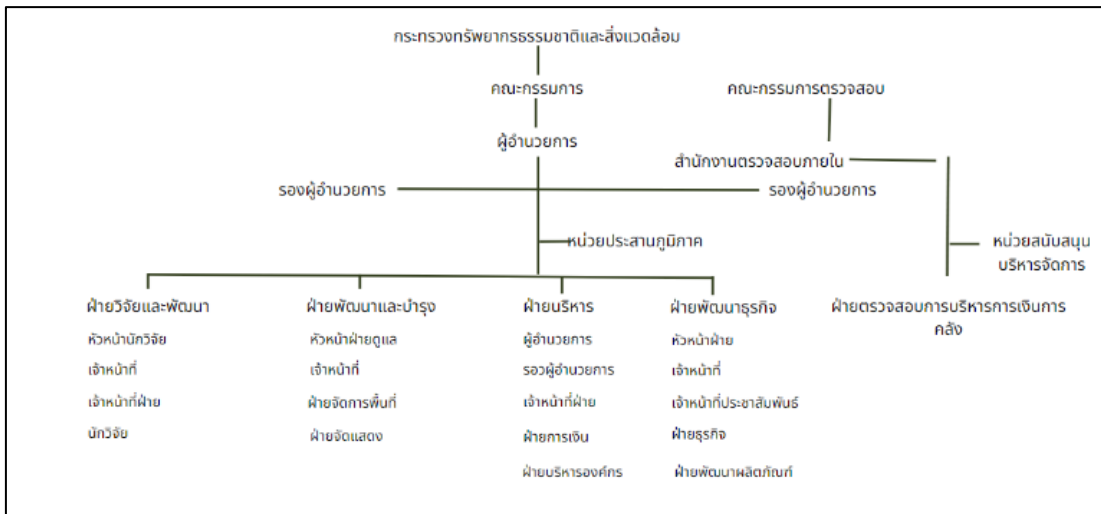 กระทรวงทรัพยากรธรรมชาติและสิ่งแวดล้อม
คณะกรรมการ
คณะกรรมการตรวจสอบ
ผู้อำนวยการ
สำนักงานตรวจสอบภายใน
รองผู้อำนวยการ
รองผู้อำนวยการ
หน่วยประสานภูมิภาค
หน่วยสนับสนุน
บริหารจัดการ
ฝ่ายวิจัยและพัฒนา
หัวหน้านักวิจัย
เจ้าหน้าที่
เจ้าหน้าที่ฝ่าย
นักวิจัย
ฝ่ายพัฒนาและบำรุง
หัวหน้าฝ่ายดูแล
เจ้าหน้าที่
ฝ่ายจัดการพื้นที่
ฝ่ายจัดแสดง
ฝ่ายบริหาร
ผู้อำนวยการ
รอวผู้อำนวยการ
เจ้าหน้าที่ฝ่าย
ฝ่ายการเงิน
ฝ่ายบริหารองค์กร
ฝ่ายพัฒนาธุรกิจ
หัวหน้าฝ่าย
เจ้าหน้าที่
เจ้าหน้าที่ประชาสัมพันธ์
ฝ่ายธุรกิจ
ฝ่ายพัฒนาผลิตภัณฑ์
ฝ่ายตรวจสอบการบริหารการเงินการ
คลัง